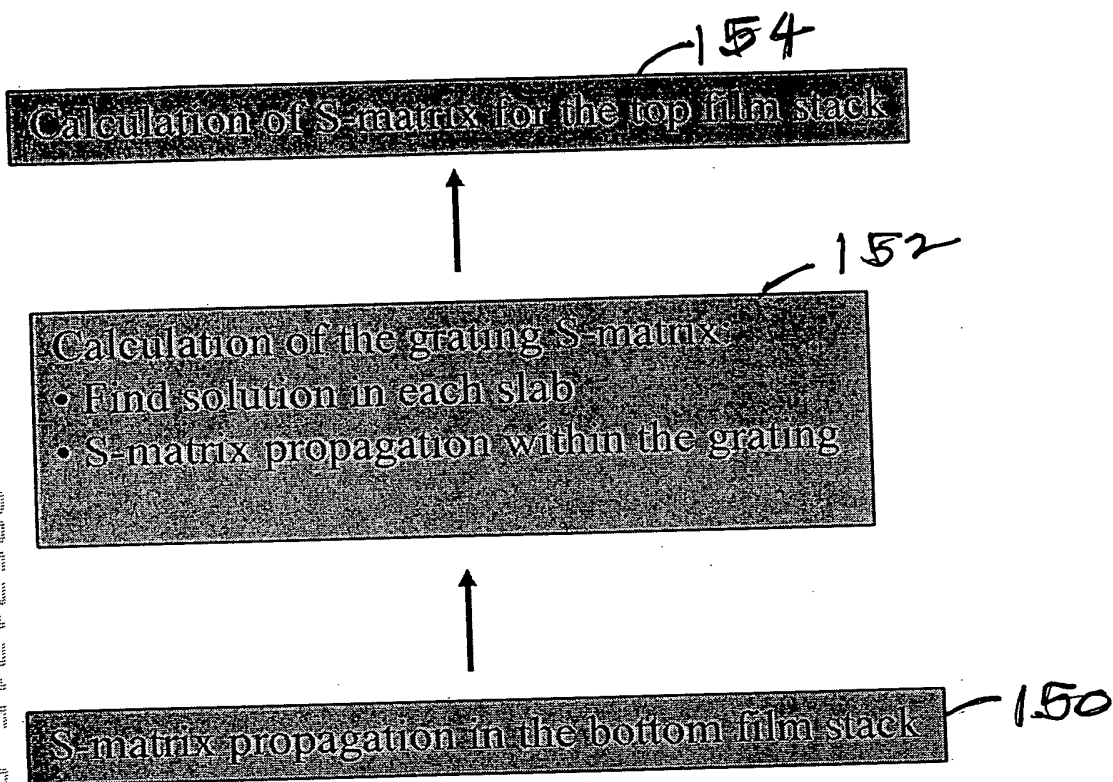 154
Calculation of S-matrix for the top film stack
152
Calculation of the grating S-matrix:
• Find solution in each slab
• S-matrix propagation within the grating
150
S-matrix propagation in the bottom film stack